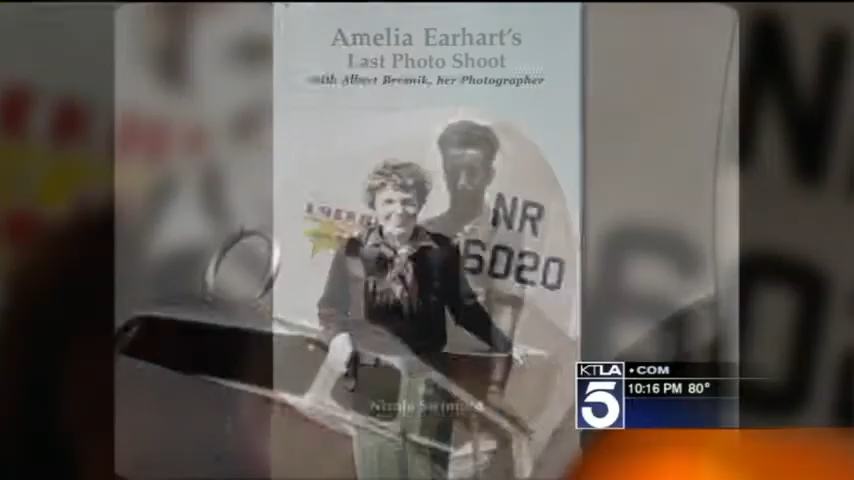 Amelia Earhart's
Last Photo Shoot
with Albert Bresnik, her Photographer
NR
16020
KTLA
5
.COM
10:16 PM 80°